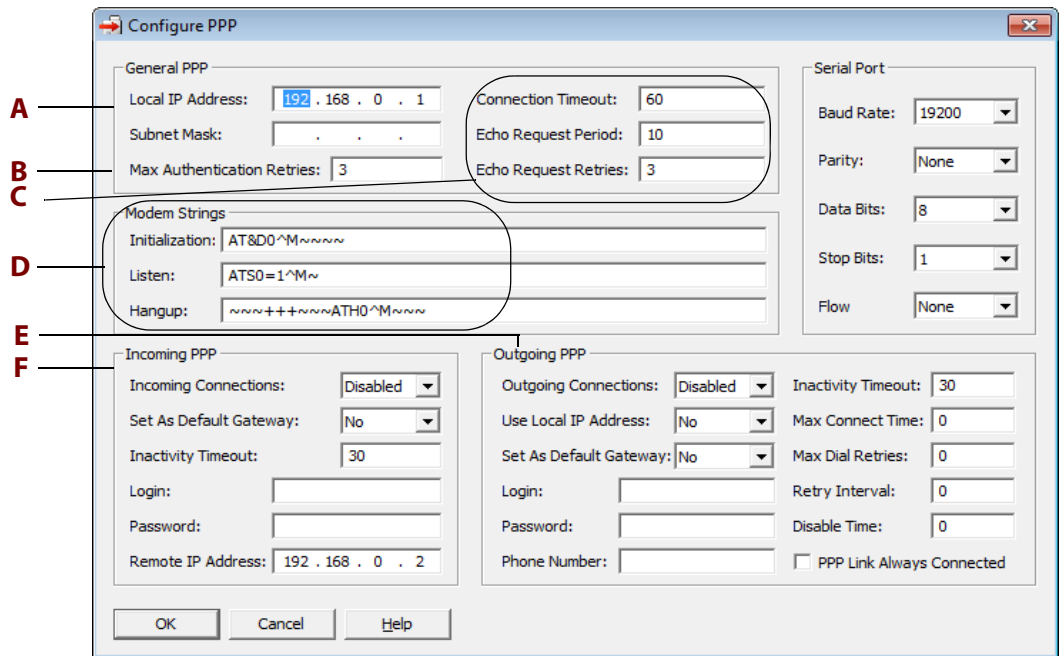 Configure PPP
General PPP
A
Local IP Address: 192 . 168 . 0 . 1
Subnet Mask: . . .
B
Max Authentication Retries: 3
C
Connection Timeout: 60
Echo Request Period: 10
Echo Request Retries: 3
Serial Port
Baud Rate: 19200
Parity: None
Data Bits: 8
Stop Bits: 1
Flow None
Modem Strings
Initialization: AT&D0^M~~~~
D
Listen: ATS0=1^M~
Hangup: ~~~+++~~~ATH0^M~~~
E
F
Incoming PPP
Incoming Connections: Disabled
Set As Default Gateway: No
Inactivity Timeout: 30
Login:
Password:
Remote IP Address: 192 . 168 . 0 . 2
Outgoing PPP
Outgoing Connections: Disabled
Use Local IP Address: No
Set As Default Gateway: No
Login:
Password:
Phone Number:
Inactivity Timeout: 30
Max Connect Time: 0
Max Dial Retries: 0
Retry Interval: 0
Disable Time: 0
PPP Link Always Connected
OK Cancel Help